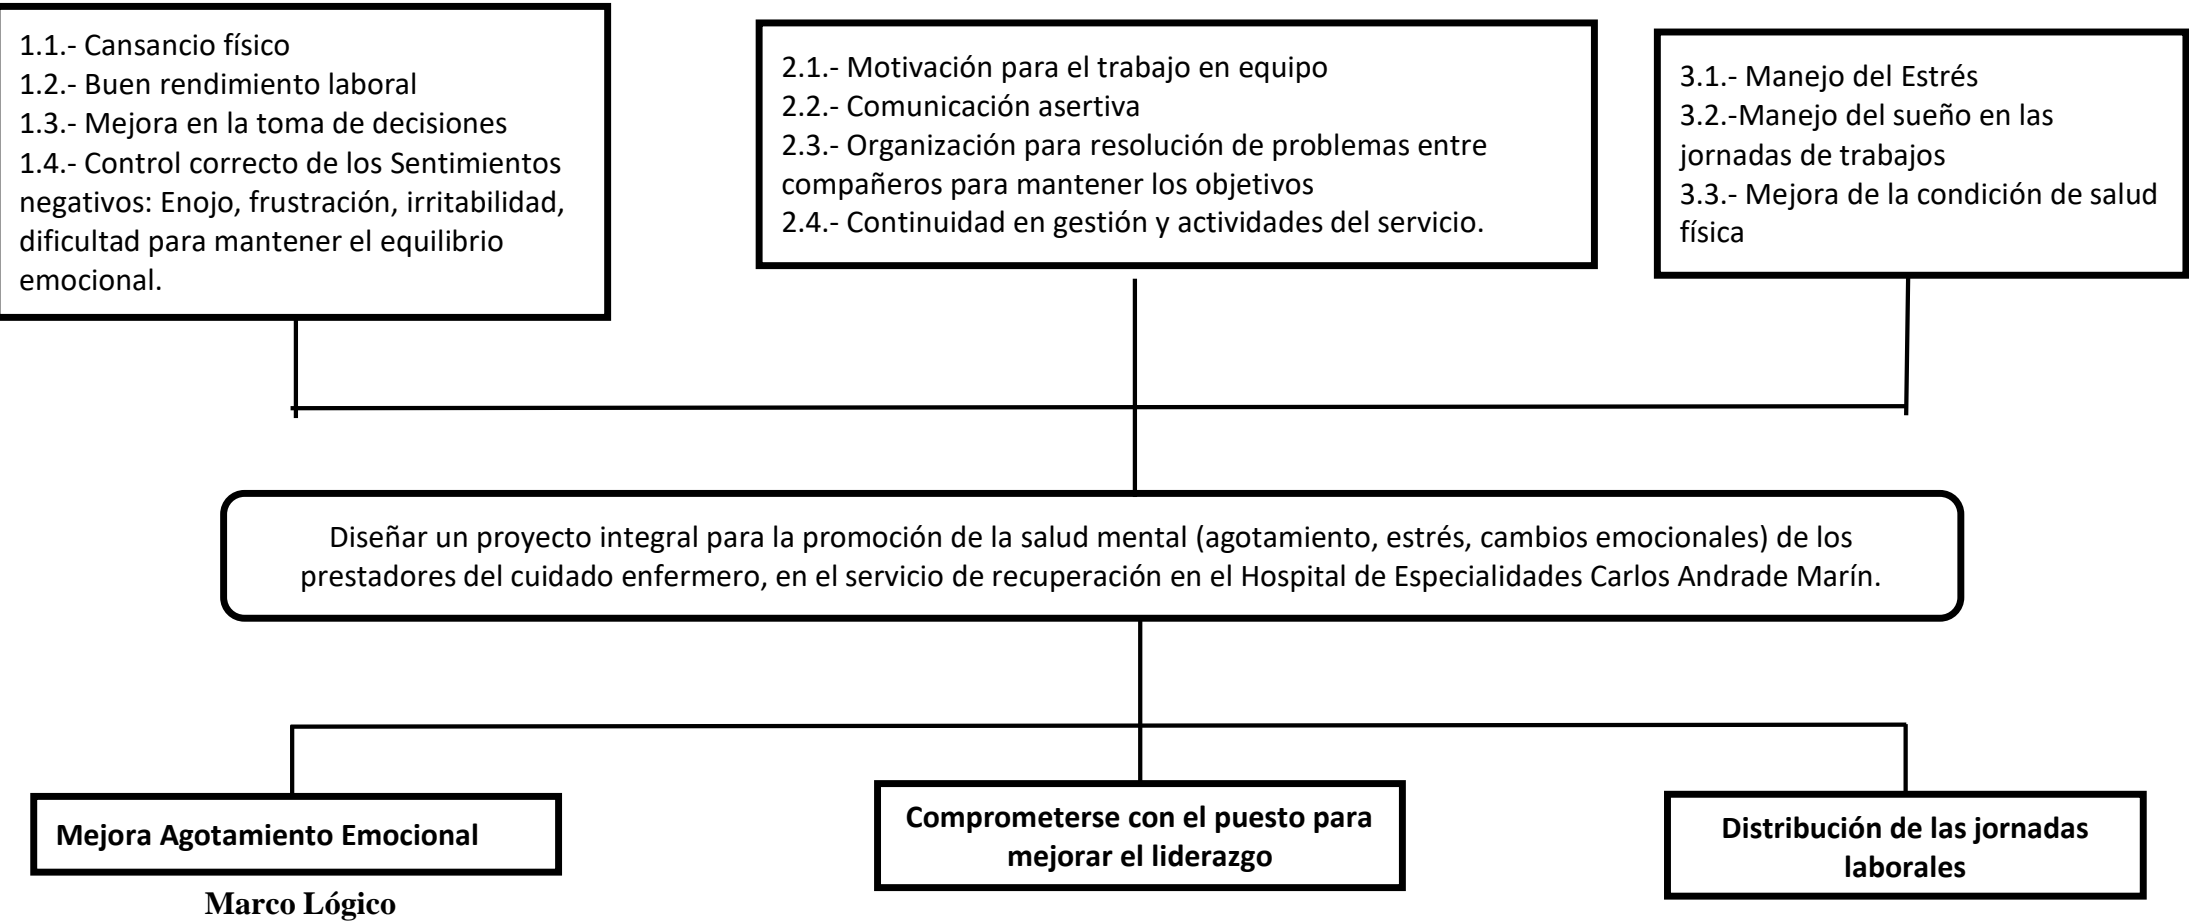 1.1.- Cansancio físico
1.2.- Buen rendimiento laboral
1.3.- Mejora en la toma de decisiones
1.4.- Control correcto de los Sentimientos
negativos: Enojo, frustración, irritabilidad,
dificultad para mantener el equilibrio
emocional.
2.1.- Motivación para el trabajo en equipo
2.2.- Comunicación asertiva
2.3.- Organización para resolución de problemas entre
compañeros para mantener los objetivos
2.4.- Continuidad en gestión y actividades del servicio.
3.1.- Manejo del Estrés
3.2.-Manejo del sueño en las
jornadas de trabajos
3.3.- Mejora de la condición de salud
física
Diseñar un proyecto integral para la promoción de la salud mental (agotamiento, estrés, cambios emocionales) de los
prestadores del cuidado enfermero, en el servicio de recuperación en el Hospital de Especialidades Carlos Andrade Marín.
Mejora Agotamiento Emocional
Comprometerse con el puesto para
mejorar el liderazgo
Distribución de las jornadas
laborales
Marco Lógico